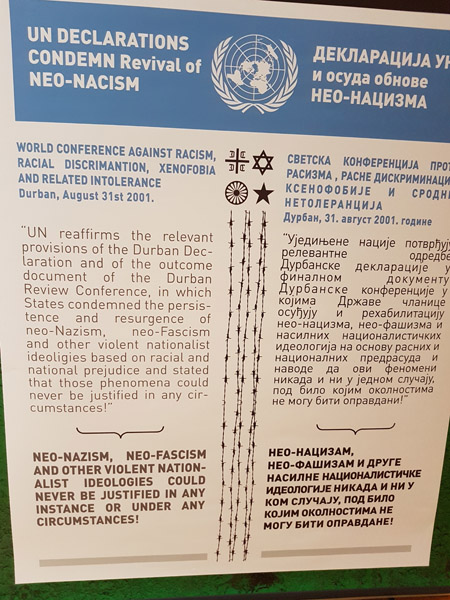 UN DECLARATIONS
CONDEMN Revival of
NEO-NACISM
ДЕКЛАРАЦИЈА УН
и осуда обнове
НЕО-НАЦИЗМА
WORLD CONFERENCE AGAINST RACISM,
RACIAL DISCRIMANTION, XENOFOBIA
AND RELATED INTOLERANCE
Durban, August 31st 2001.
"UN reaffirms the relevant
provisions of the Durban Dec-
laration and of the outcome
document of the Durban
Review Conference, in which
States condemned the persis-
tence and resurgence of
neo-Nazism, neo-Fascism
and other violent nationalist
ideoligies based on racial and
national prejudice and stated
that those phenomena could
never be justified in any cir-
cumstances!"
NEO-NAZISM, NEO-FASCISM
AND OTHER VIOLENT NATION-
ALIST IDEOLOGIES COULD
NEVER BE JUSTIFIED IN ANY
INSTANCE OR UNDER ANY
CIRCUMSTANCES!
СВЕТСКА КОНФЕРЕНЦИЈА ПРОТ
РАСИЗМА , РАСНЕ ДИСКРИМИНАЦИ
КСЕНОФОБИЈЕ И СРОДН
НЕТОЛЕРАНЦИЈА
Дурбан, 31. август 2001. године
"Уједињене нације потврђују
релевантне одредбе
Дурбанске декларације у
финалном документу
Дурбанске конференције у
којима Државе чланице
осуђују и рехабилитацију
нео-нацизма, нео-фашизма и
насилних националистичких
идеологија на основу расних и
националних предрасуда и
наводе да ови феномени
никада и ни у једном случају,
под било којим околностима
не могу бити оправдани!"
НЕО-НАЦИЗАМ,
НЕО-ФАШИЗАМ И ДРУГЕ
НАСИЛНЕ НАЦИОНАЛИСТИЧКЕ
ИДЕОЛОГИЈЕ НИКАДА И НИ У
КОМ СЛУЧАЈУ, ПОД БИЛО
КОЈИМ ОКОЛНОСТИМА НЕ
МОГУ БИТИ ОПРАВДАНЕ!